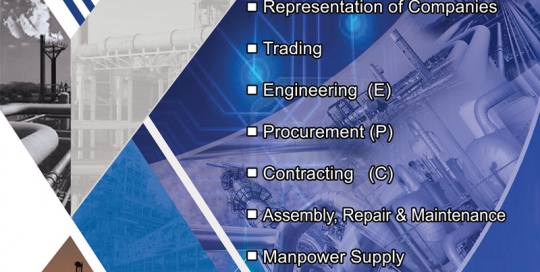 Representation of Companies
Trading
Engineering (E)
Procurement (P)
Contracting (C)
Assembly, Repair & Maintenance
Manpower Supply